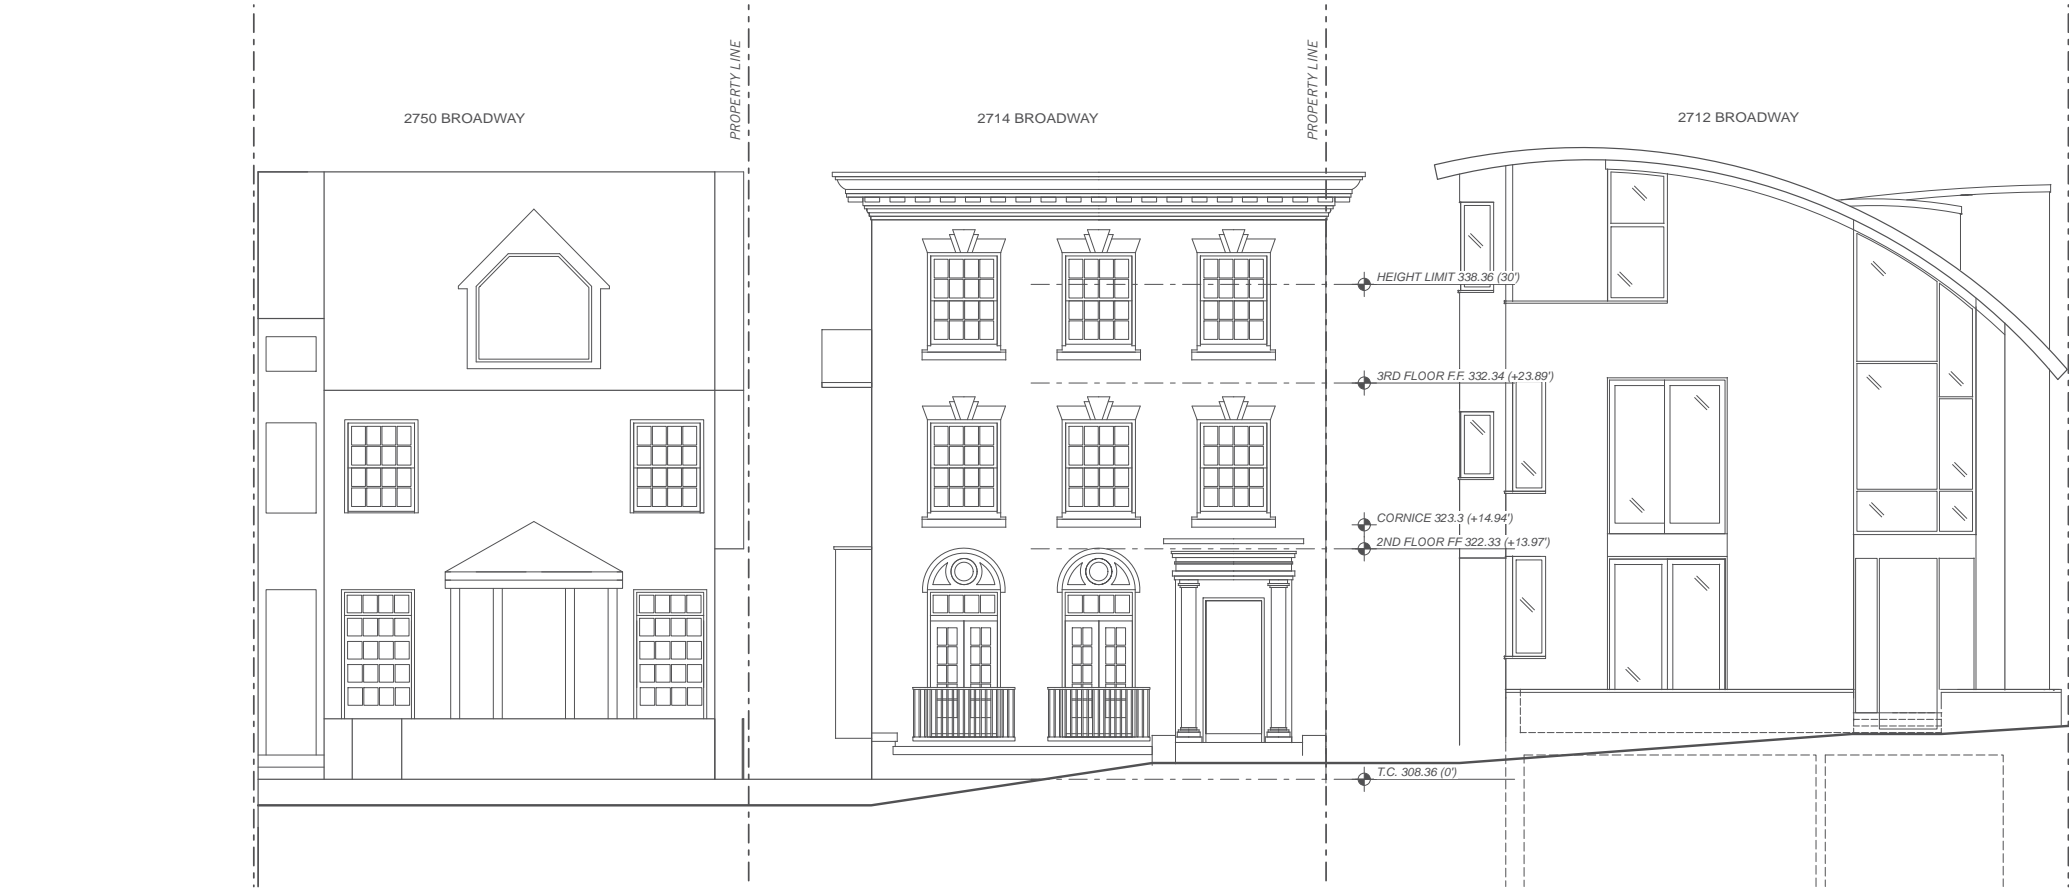 PROPERTY LINE
PROPERTY LINE
2750 BROADWAY
2714 BROADWAY
2712 BROADWAY
HEIGHT LIMIT 338.36 (30')
3RD FLOOR F.F. 332.34 (+23.89')
CORNICE 323.3 (+14.94')
2ND FLOOR FF 322.33 (+13.97')
T.C. 308.36 (0')